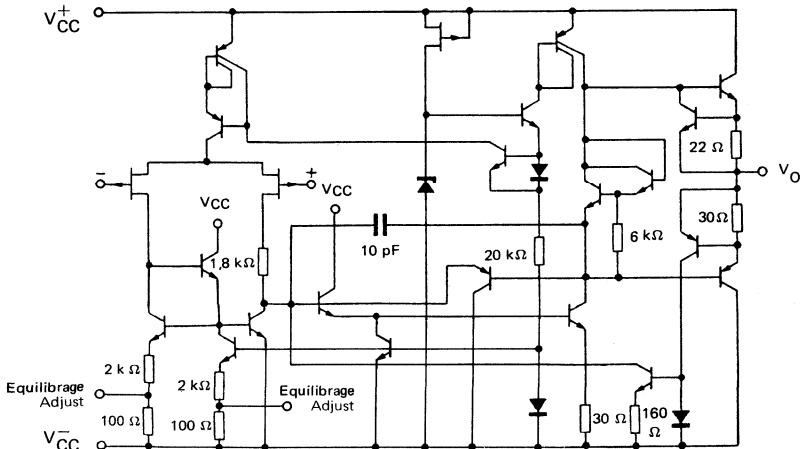 V+CC
22 Ω
−
+
VO
VCC
VCC
30Ω
1,8 kΩ
10 pF
20 kΩ
6 kΩ
2 k Ω
2 kΩ
Equilibrage
Adjust
Equilibrage
Adjust
100 Ω
100 Ω
30 Ω
160
Ω
V−CC